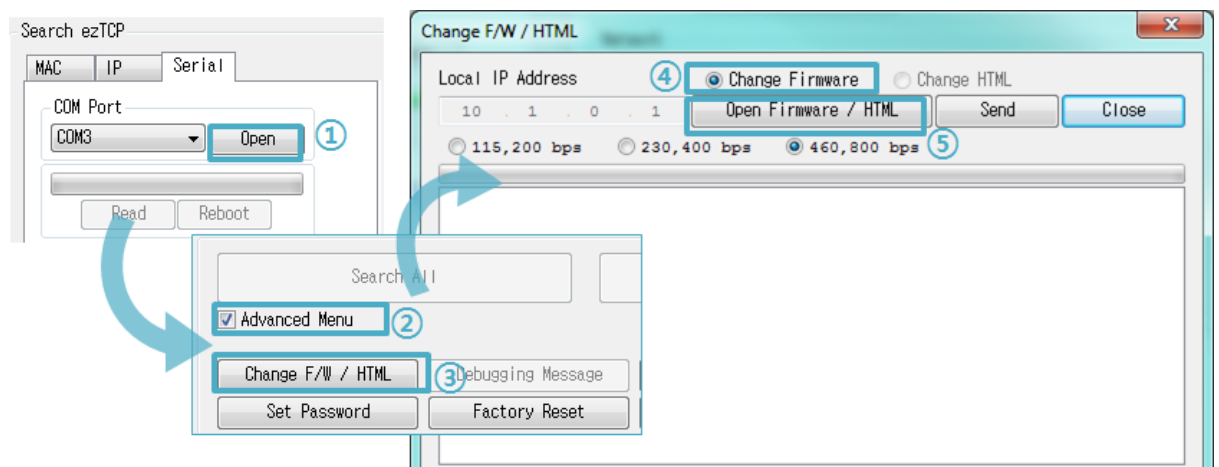 Search ezTCP
MAC IP Serial
COM Port
COM3 Open ①
Read Reboot
Search All
Advanced Menu ②
Change F/W / HTML ③ Debugging Message
Set Password Factory Reset
Change F/W / HTML
Local IP Address ④ Change Firmware Change HTML
10 . 1 . 0 . 1 Open Firmware / HTML Send Close
115,200 bps 230,400 bps 460,800 bps ⑤